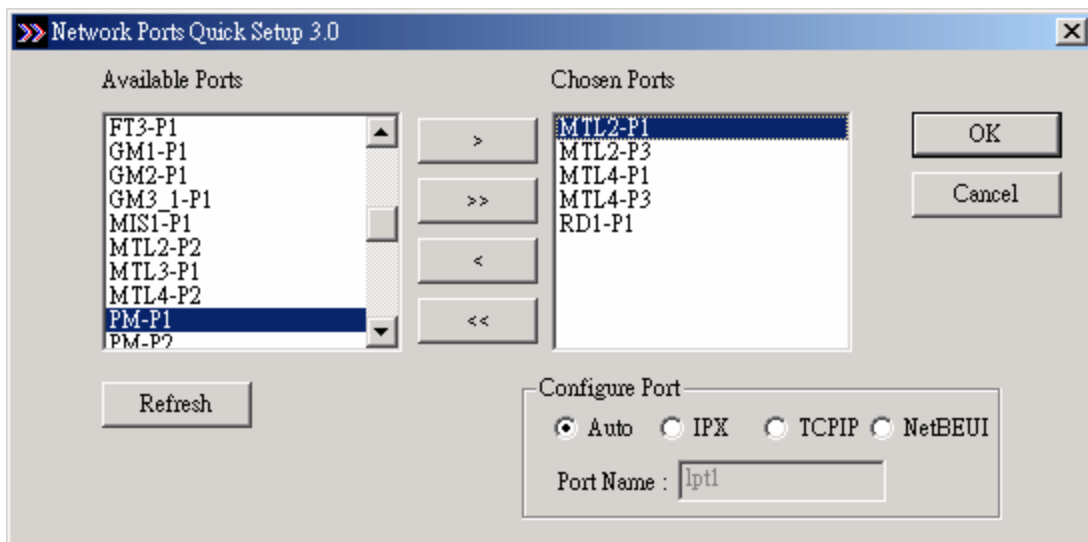 Network Ports Quick Setup 3.0
Available Ports
FT3-P1
GM1-P1
GM2-P1
GM3_1-P1
MIS1-P1
MTL2-P2
MTL3-P1
MTL4-P2
PM-P1
PM-P2
>
>>
<
<<
Chosen Ports
MTL2-P1
MTL2-P3
MTL4-P1
MTL4-P3
RD1-P1
OK
Cancel
Refresh
Configure Port
Auto IPX TCPIP NetBEUI
Port Name : lpt1